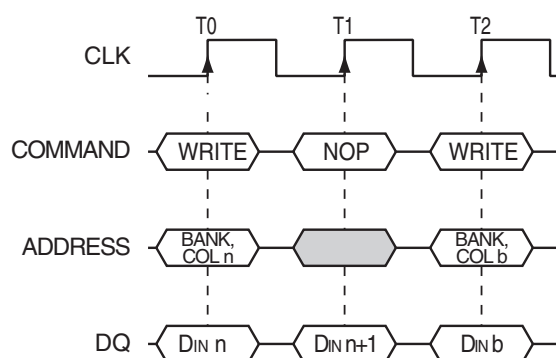 T0 T1 T2
CLK
COMMAND WRITE NOP WRITE
ADDRESS BANK, COL n BANK, COL b
DQ DIN n DIN n+1 DIN b